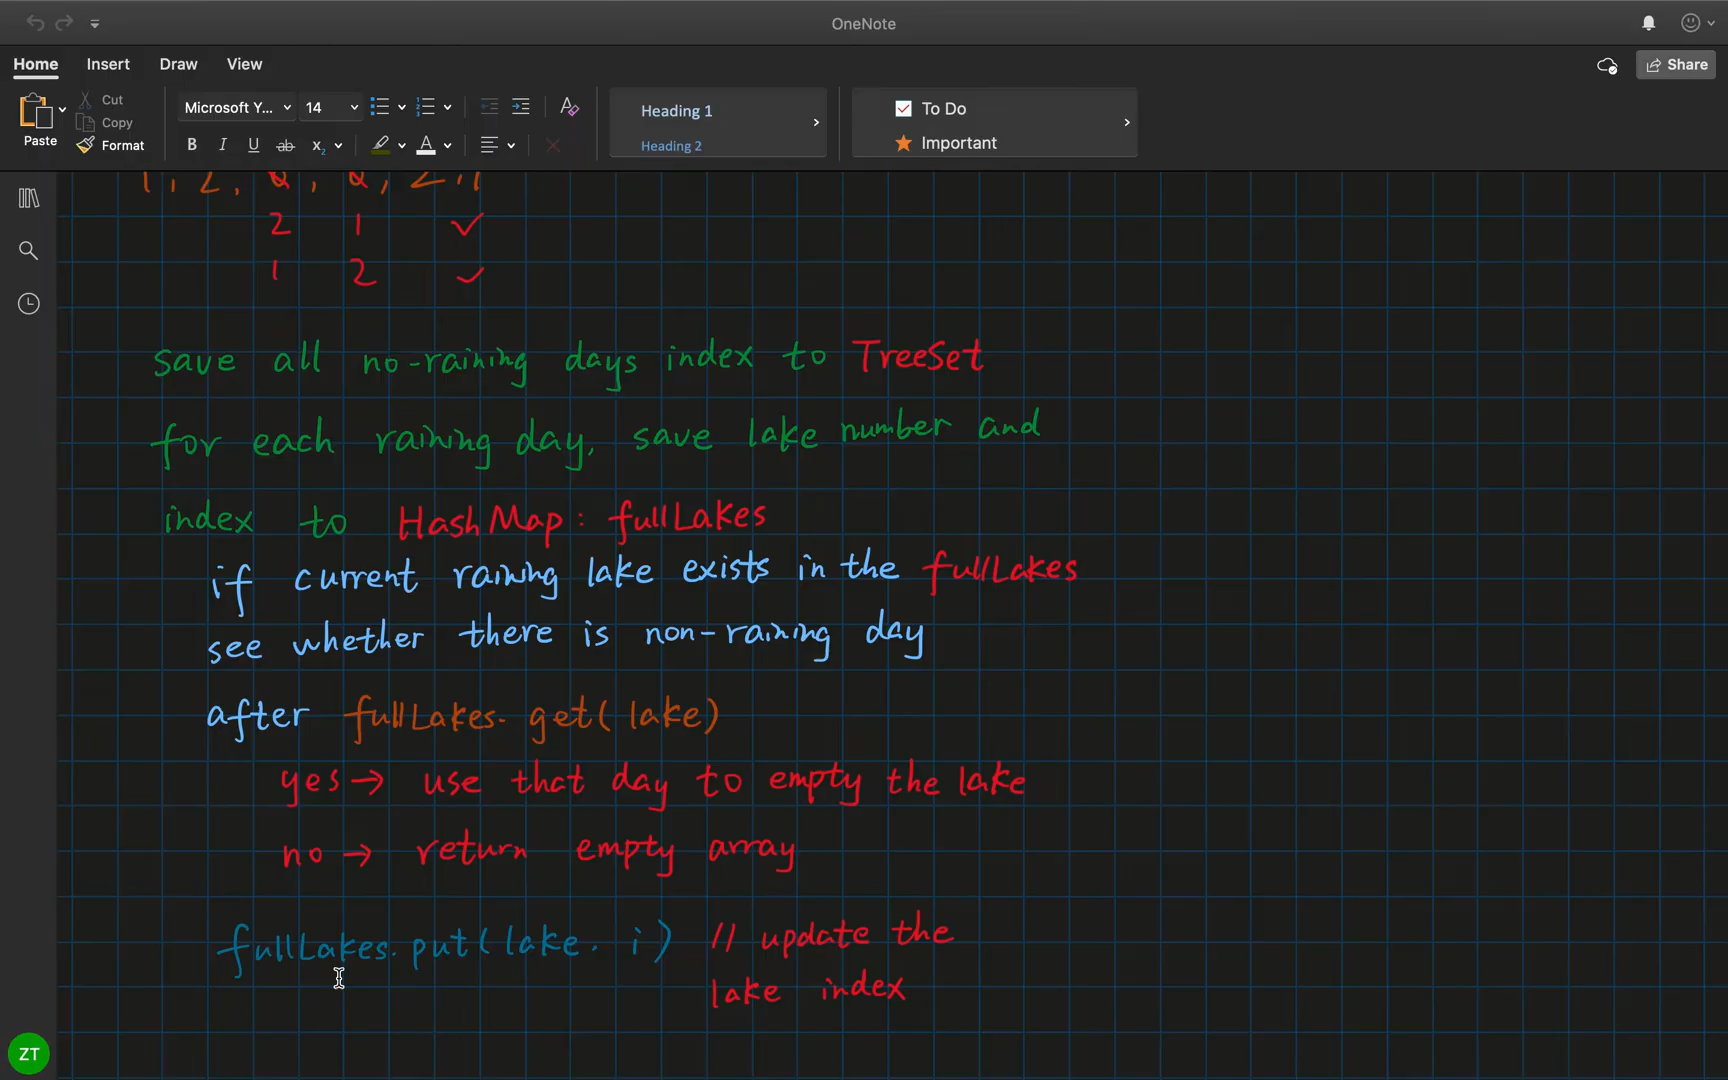 OneNote
Home Insert Draw View
Share
Paste
Cut
Copy
Format
Microsoft Y... 14
B I U ab x₂ A
Heading 1
Heading 2
To Do
Important
2 1 ✓
1 2 ✓
save all no-raining days index to TreeSet
for each raining day, save lake number and
index to HashMap: fullLakes
if current raining lake exists in the fullLakes
see whether there is non-raining day
after fullLakes. get( lake)
yes → use that day to empty the lake
no → return empty array
fullLakes. put( lake. i) // update the
lake index
ZT